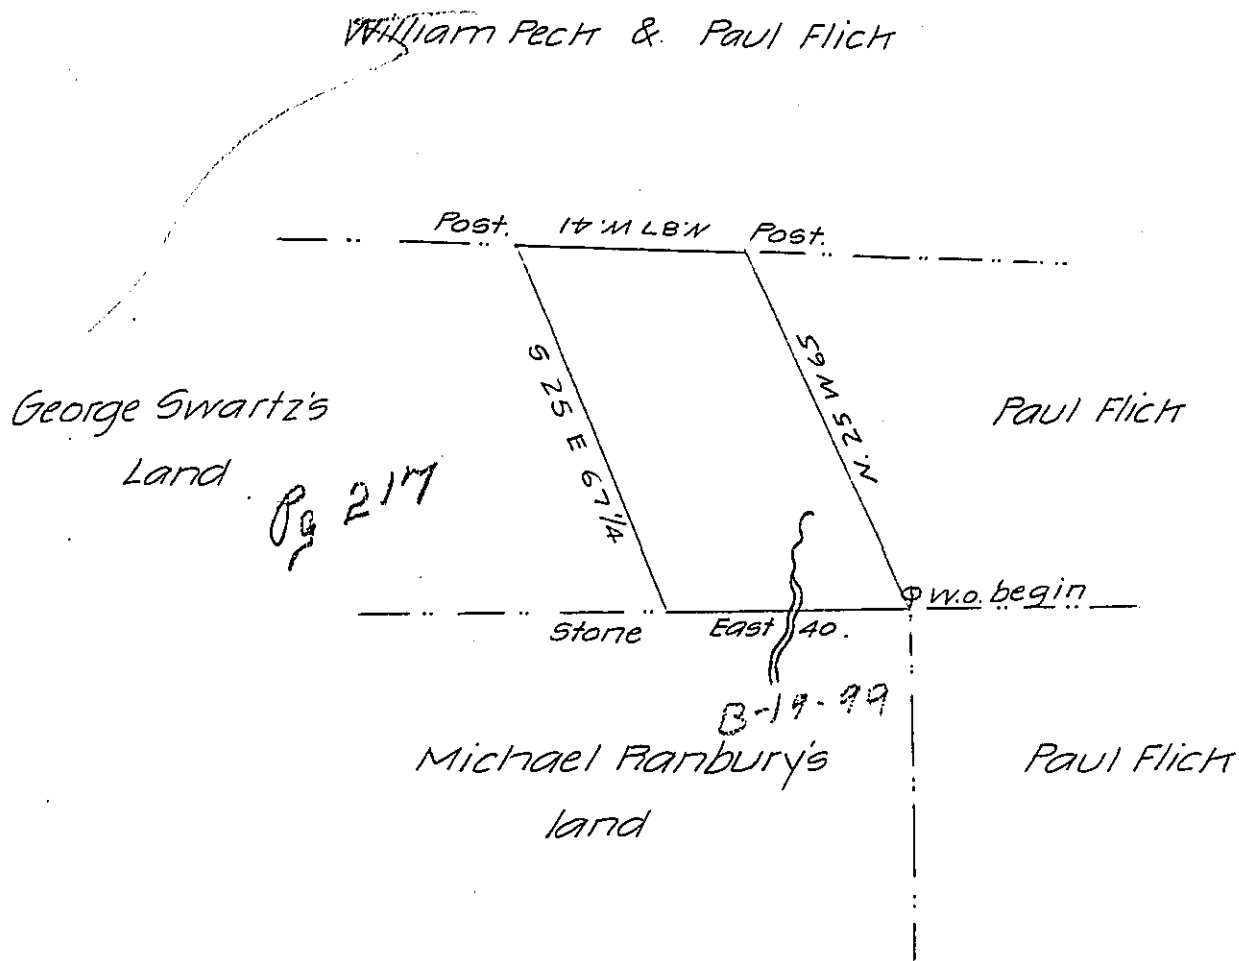 William Peck & Paul Flick
Post. N.87 W. 41 Post.
S 25 E 67 1/4
N. 25 W 65
George Swartz's
Land
Paul Flick
Pg 217
W.O. begin
Stone East 40.
B-19-99
Michael Ranbury's
land
Paul Flick